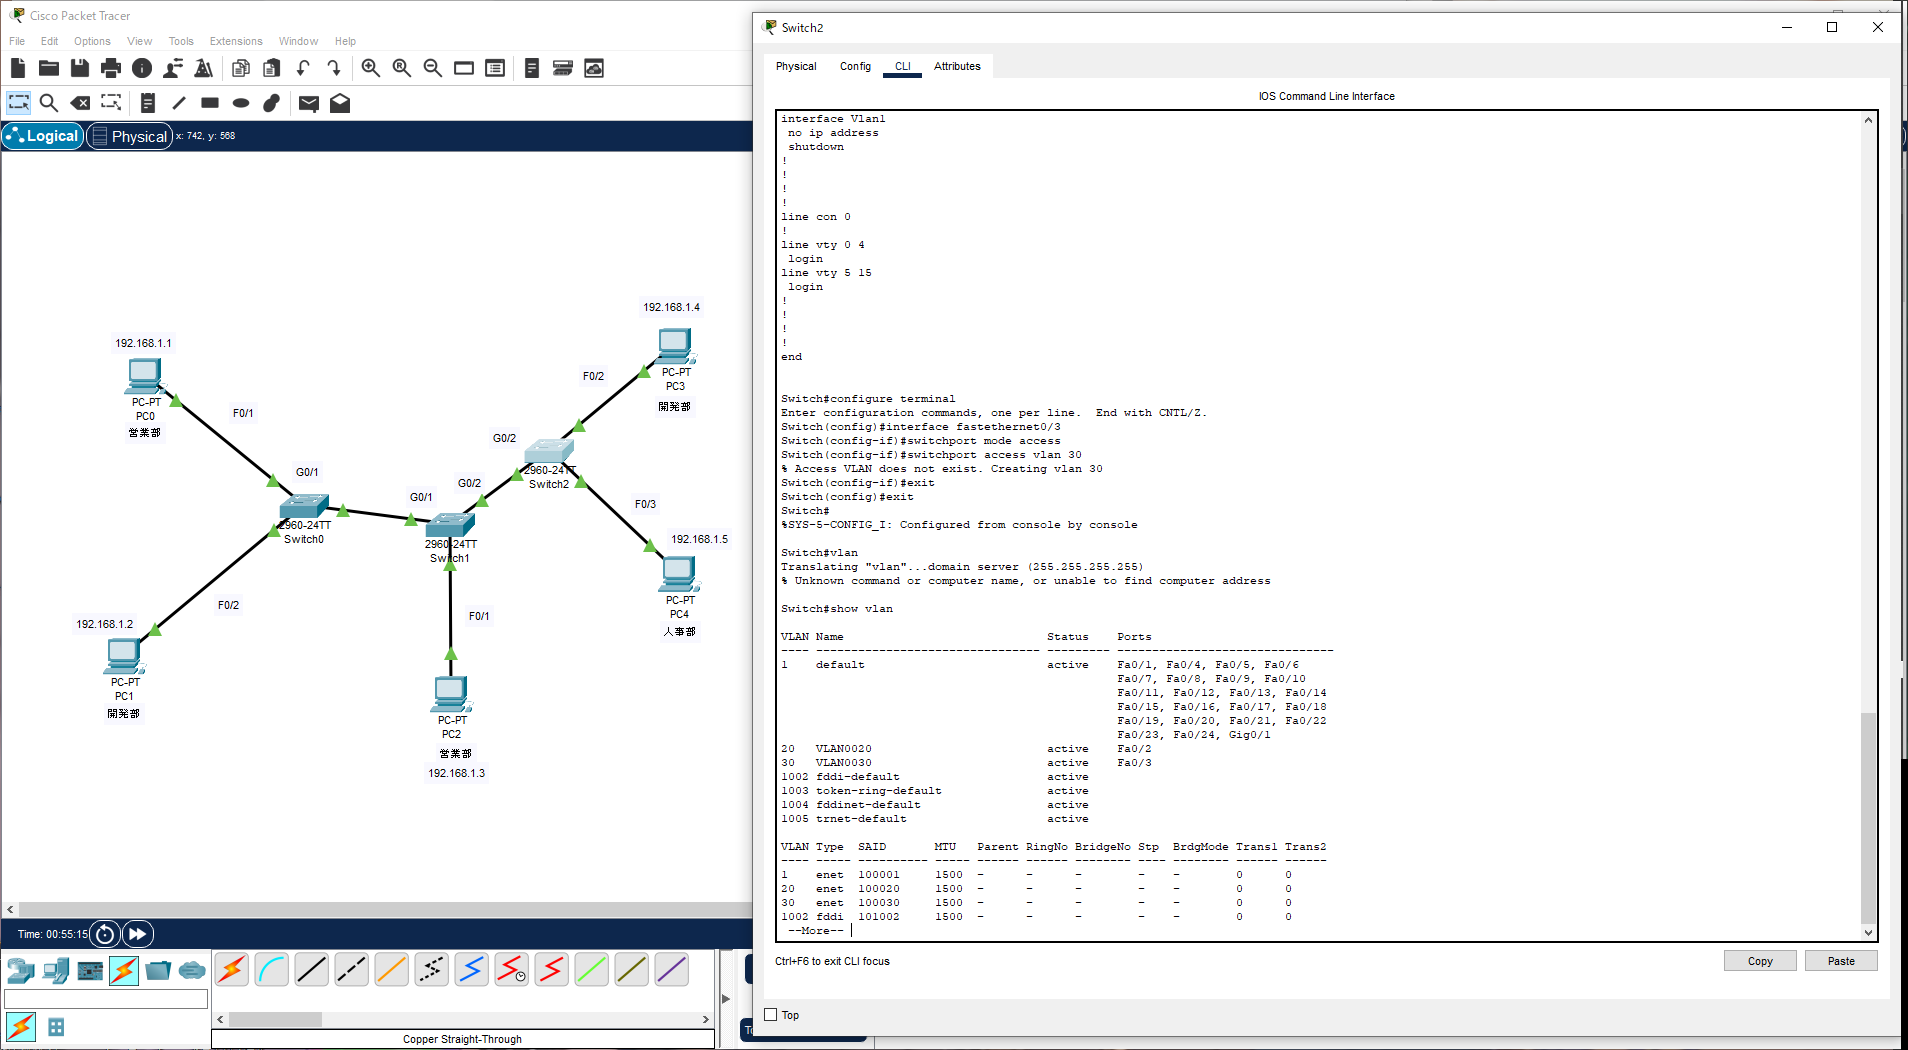 Cisco Packet Tracer
File Edit Options View Tools Extensions Window Help
Logical Physical x: 742, y: 568
192.168.1.4
PC-PT
PC3
開発部
F0/2
192.168.1.1
PC-PT
PC0
営業部
F0/1
G0/2
2960-24TT
Switch2
G0/1
G0/2
G0/1
F0/3
2960-24TT
Switch0
2960-24TT
Switch1
192.168.1.5
PC-PT
PC4
人事部
F0/2
F0/1
192.168.1.2
PC-PT
PC1
開発部
PC-PT
PC2
営業部
192.168.1.3
Time: 00:55:15
Copper Straight-Through
Switch2
Physical Config CLI Attributes
IOS Command Line Interface
interface Vlan1
no ip address
shutdown
!
!
!
!
line con 0
!
line vty 0 4
login
line vty 5 15
login
!
!
!
!
end
Switch#configure terminal
Enter configuration commands, one per line. End with CNTL/Z.
Switch(config)#interface fastethernet0/3
Switch(config-if)#switchport mode access
Switch(config-if)#switchport access vlan 30
% Access VLAN does not exist. Creating vlan 30
Switch(config-if)#exit
Switch(config)#exit
Switch#
%SYS-5-CONFIG_I: Configured from console by console
Switch#vlan
Translating "vlan"...domain server (255.255.255.255)
% Unknown command or computer name, or unable to find computer address
Switch#show vlan
VLAN Name Status Ports
---- -------------------------------- --------- -------------------------------
1 default active Fa0/1, Fa0/4, Fa0/5, Fa0/6
Fa0/7, Fa0/8, Fa0/9, Fa0/10
Fa0/11, Fa0/12, Fa0/13, Fa0/14
Fa0/15, Fa0/16, Fa0/17, Fa0/18
Fa0/19, Fa0/20, Fa0/21, Fa0/22
Fa0/23, Fa0/24, Gig0/1
20 VLAN0020 active Fa0/2
30 VLAN0030 active Fa0/3
1002 fddi-default active
1003 token-ring-default active
1004 fddinet-default active
1005 trnet-default active
VLAN Type SAID MTU Parent RingNo BridgeNo Stp BrdgMode Trans1 Trans2
---- ----- ---------- ----- ------ ------ -------- ---- -------- ------ ------
1 enet 100001 1500 - - - - - 0 0
20 enet 100020 1500 - - - - - 0 0
30 enet 100030 1500 - - - - - 0 0
1002 fddi 101002 1500 - - - - - 0 0
--More--
Ctrl+F6 to exit CLI focus
Copy Paste
Top